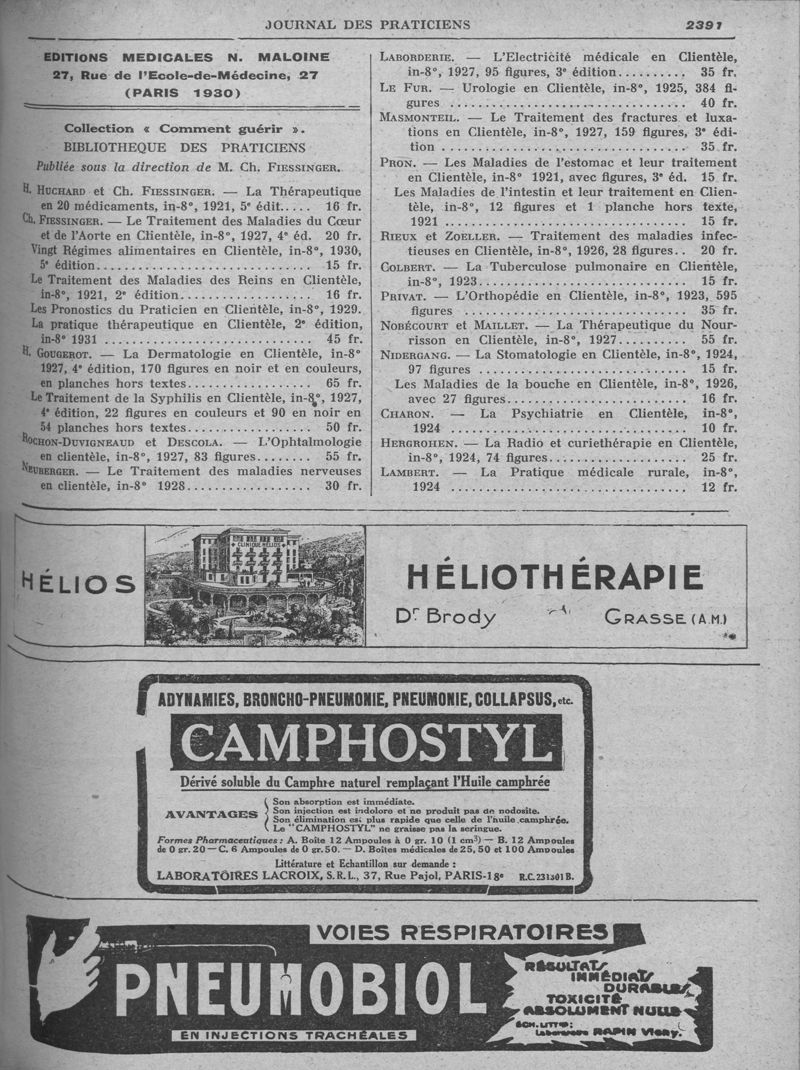 JOURNAL DES PRATICIENS 2391
EDITIONS MEDICALES N. MALOINE
27, Rue de l'Ecole-de-Médecine, 27
(PARIS 1930)
Collection « Comment guérir ».
BIBLIOTHEQUE DES PRATICIENS
Publiée sous la direction de M. Ch. FIESSINGER.
H. HUCHARD et Ch. FIESSINGER. — La Thérapeutique
en 20 médicaments, in-8°, 1921, 5e édit..... 16 fr.
Ch. FIESSINGER. — Le Traitement des Maladies du Cœur
et de l'Aorte en Clientèle, in-8°, 1927, 4e éd. 20 fr.
Vingt Régimes alimentaires en Clientèle, in-8°, 1930,
5e édition.............................. 15 fr.
Le Traitement des Maladies des Reins en Clientèle,
in-8°, 1921, 2e édition................... 16 fr.
Les Pronostics du Praticien en Clientèle, in-8°, 1929.
La pratique thérapeutique en Clientèle, 2e édition,
in-8° 1931 ............................. 45 fr.
H. GOUGEROT. — La Dermatologie en Clientèle, in-8°
1927, 4e édition, 170 figures en noir et en couleurs,
en planches hors textes.................. 65 fr.
Le Traitement de la Syphilis en Clientèle, in-8°, 1927,
4e édition, 22 figures en couleurs et 90 en noir en
54 planches hors textes.................. 50 fr.
ROCHON-DUVIGNEAUD et DESCOLA. — L'Ophtalmologie
en clientèle, in-8°, 1927, 83 figures........ 55 fr.
NEUBERGER. — Le Traitement des maladies nerveuses
en clientèle, in-8° 1928................... 30 fr.
LABORDERIE. — L'Electricité médicale en Clientèle,
in-8°, 1927, 95 figures, 3e édition.......... 35 fr.
LE FUR. — Urologie en Clientèle, in-8°, 1925, 384 fi-
gures .................................. 40 fr.
MASMONTEIL. — Le Traitement des fractures et luxa-
tions en Clientèle, in-8°, 1927, 159 figures, 3e édi-
tion .................................... 35 fr.
PRON. — Les Maladies de l'estomac et leur traitement
en Clientèle, in-8° 1921, avec figures, 3e éd. 15 fr.
Les Maladies de l'intestin et leur traitement en Clien-
tèle, in-8°, 12 figures et 1 planche hors texte,
1921 ................................... 15 fr.
RIEUX et ZOELLER. — Traitement des maladies infec-
tieuses en Clientèle, in-8°, 1926, 28 figures.. 20 fr.
COLBERT. — La Tuberculose pulmonaire en Clientèle,
in-8°, 1923.............................. 15 fr.
PRIVAT. — L'Orthopédie en Clientèle, in-8°, 1923, 595
figures ................................. 35 fr.
NOBÉCOURT et MAILLET. — La Thérapeutique du Nour-
risson en Clientèle, in-8°, 1927............ 55 fr.
NIDERGANG. — La Stomatologie en Clientèle, in-8°, 1924,
97 figures .............................. 15 fr.
Les Maladies de la bouche en Clientèle, in-8°, 1926,
avec 27 figures.......................... 16 fr.
CHARON. — La Psychiatrie en Clientèle, in-8°,
1924 ................................... 10 fr.
HERGROHEN. — La Radio et curiethérapie en Clientèle,
in-8°, 1924, 74 figures.................... 25 fr.
LAMBERT. — La Pratique médicale rurale, in-8°,
1924 ................................... 12 fr.
HÉLIOS
CLINIQUE HELIOS
HÉLIOTHÉRAPIE
Dr Brody GRASSE (A.M.)
ADYNAMIES, BRONCHO-PNEUMONIE, PNEUMONIE, COLLAPSUS, etc.
CAMPHOSTYL
Dérivé soluble du Camphre naturel remplaçant l'Huile camphrée
AVANTAGES
Son absorption est immédiate.
Son injection est indolore et ne produit pas de nodosité.
Son élimination est plus rapide que celle de l'huile camphrée.
Le "CAMPHOSTYL" ne graisse pas la seringue.
Formes Pharmaceutiques : A. Boîte 12 Ampoules à 0 gr. 10 (1 cm3) — B. 12 Ampoules
de 0 gr. 20 — C. 6 Ampoules de 0 gr. 50. — D. Boîtes médicales de 25, 50 et 100 Ampoules
Littérature et Echantillon sur demande :
LABORATOIRES LACROIX, S.R.L., 37, Rue Pajol, PARIS-18e R.C. 231301 B.
VOIES RESPIRATOIRES
PNEUMOBIOL
EN INJECTIONS TRACHÉALES
RÉSULTATS
IMMÉDIATS
DURABLES
TOXICITÉ
ABSOLUMENT NULLE
ÉCH. LITTre :
Laboratoire RAPIN VICHY.